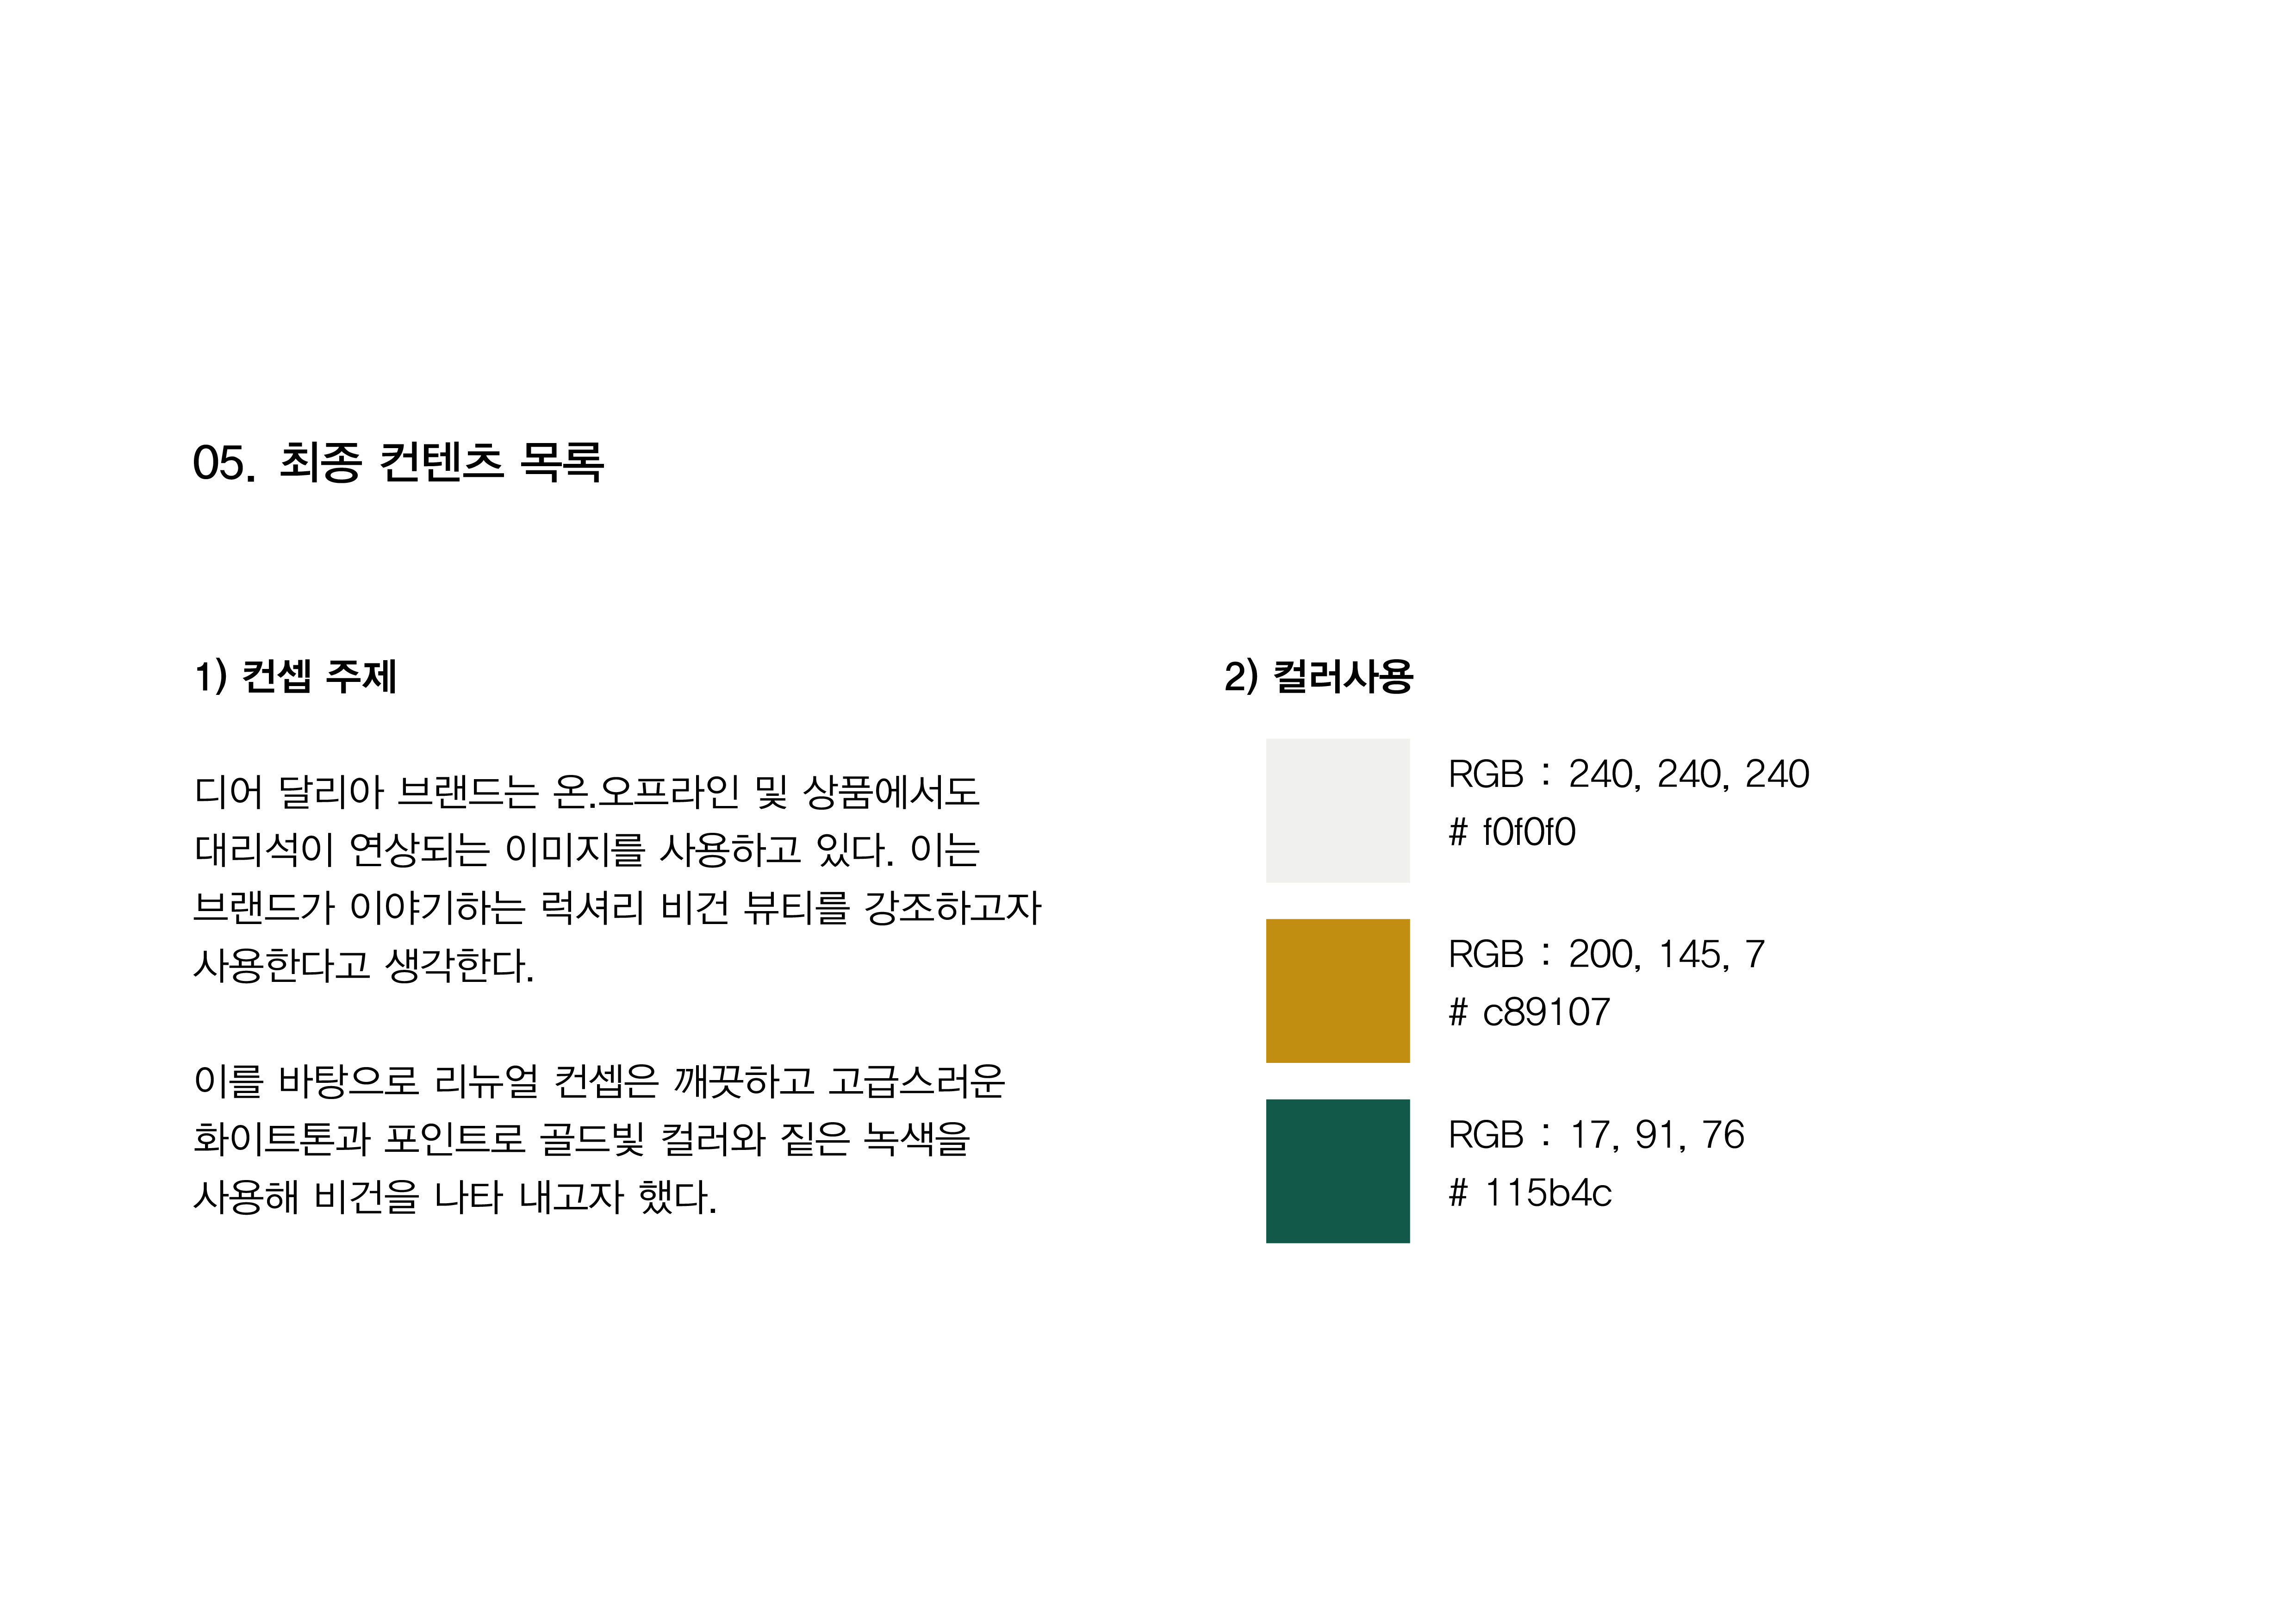 05. 최종 컨텐츠 목록
1) 컨셉 주제
디어 달리아 브랜드는 온.오프라인 및 상품에서도
대리석이 연상되는 이미지를 사용하고 있다. 이는
브랜드가 이야기하는 럭셔리 비건 뷰티를 강조하고자
사용한다고 생각한다.
이를 바탕으로 리뉴얼 컨셉은 깨끗하고 고급스러운
화이트톤과 포인트로 골드빛 컬러와 짙은 녹색을
사용해 비건을 나타 내고자 했다.
2) 컬러사용
RGB : 240, 240, 240
# f0f0f0
RGB : 200, 145, 7
# c89107
RGB : 17, 91, 76
# 115b4c